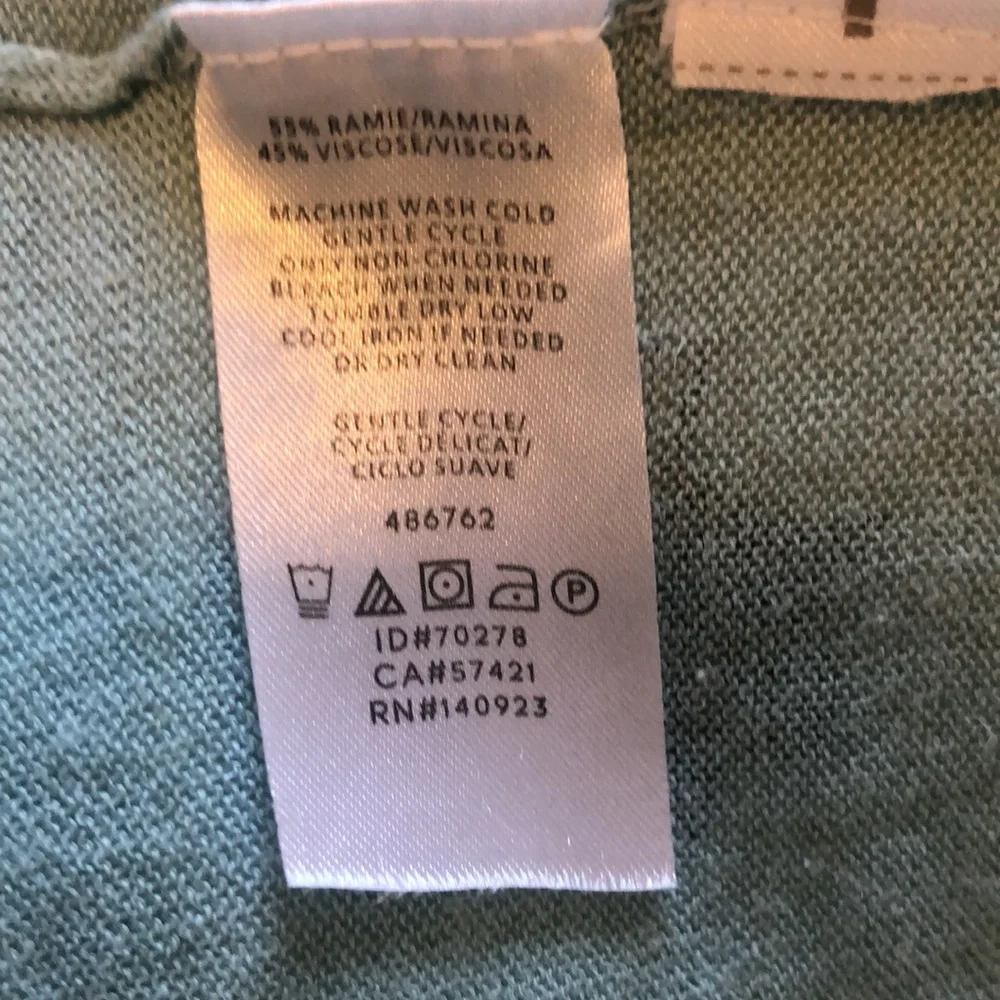 55% RAMIE/RAMINA
45% VISCOSE/VISCOSA
MACHINE WASH COLD
GENTLE CYCLE
ONLY NON-CHLORINE
BLEACH WHEN NEEDED
TUMBLE DRY LOW
COOL IRON IF NEEDED
OR DRY CLEAN
GENTLE CYCLE/
CYCLE DELICAT/
CICLO SUAVE
486762
P
ID#70278
CA#57421
RN#140923